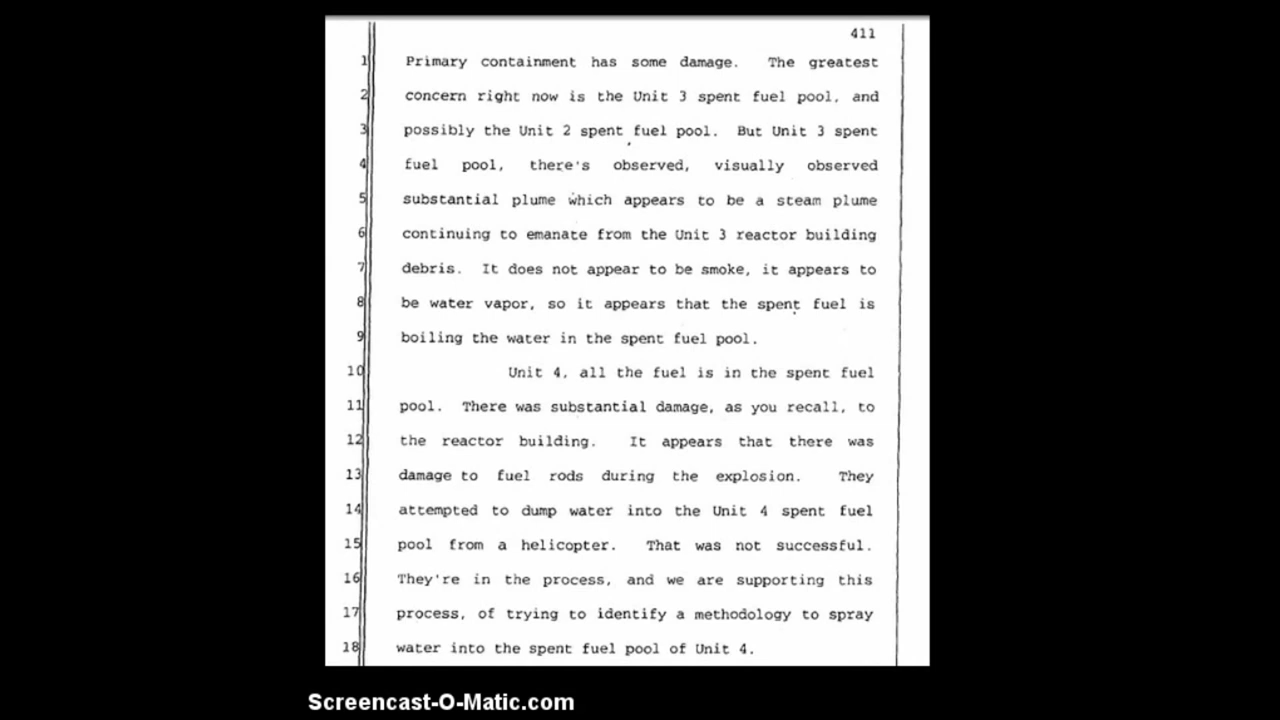 411
1 Primary containment has some damage. The greatest
2 concern right now is the Unit 3 spent fuel pool, and
3 possibly the Unit 2 spent fuel pool. But Unit 3 spent
4 fuel pool, there's observed, visually observed
5 substantial plume which appears to be a steam plume
6 continuing to emanate from the Unit 3 reactor building
7 debris. It does not appear to be smoke, it appears to
8 be water vapor, so it appears that the spent fuel is
9 boiling the water in the spent fuel pool.
10 Unit 4, all the fuel is in the spent fuel
11 pool. There was substantial damage, as you recall, to
12 the reactor building. It appears that there was
13 damage to fuel rods during the explosion. They
14 attempted to dump water into the Unit 4 spent fuel
15 pool from a helicopter. That was not successful.
16 They're in the process, and we are supporting this
17 process, of trying to identify a methodology to spray
18 water into the spent fuel pool of Unit 4.
Screencast-O-Matic.com